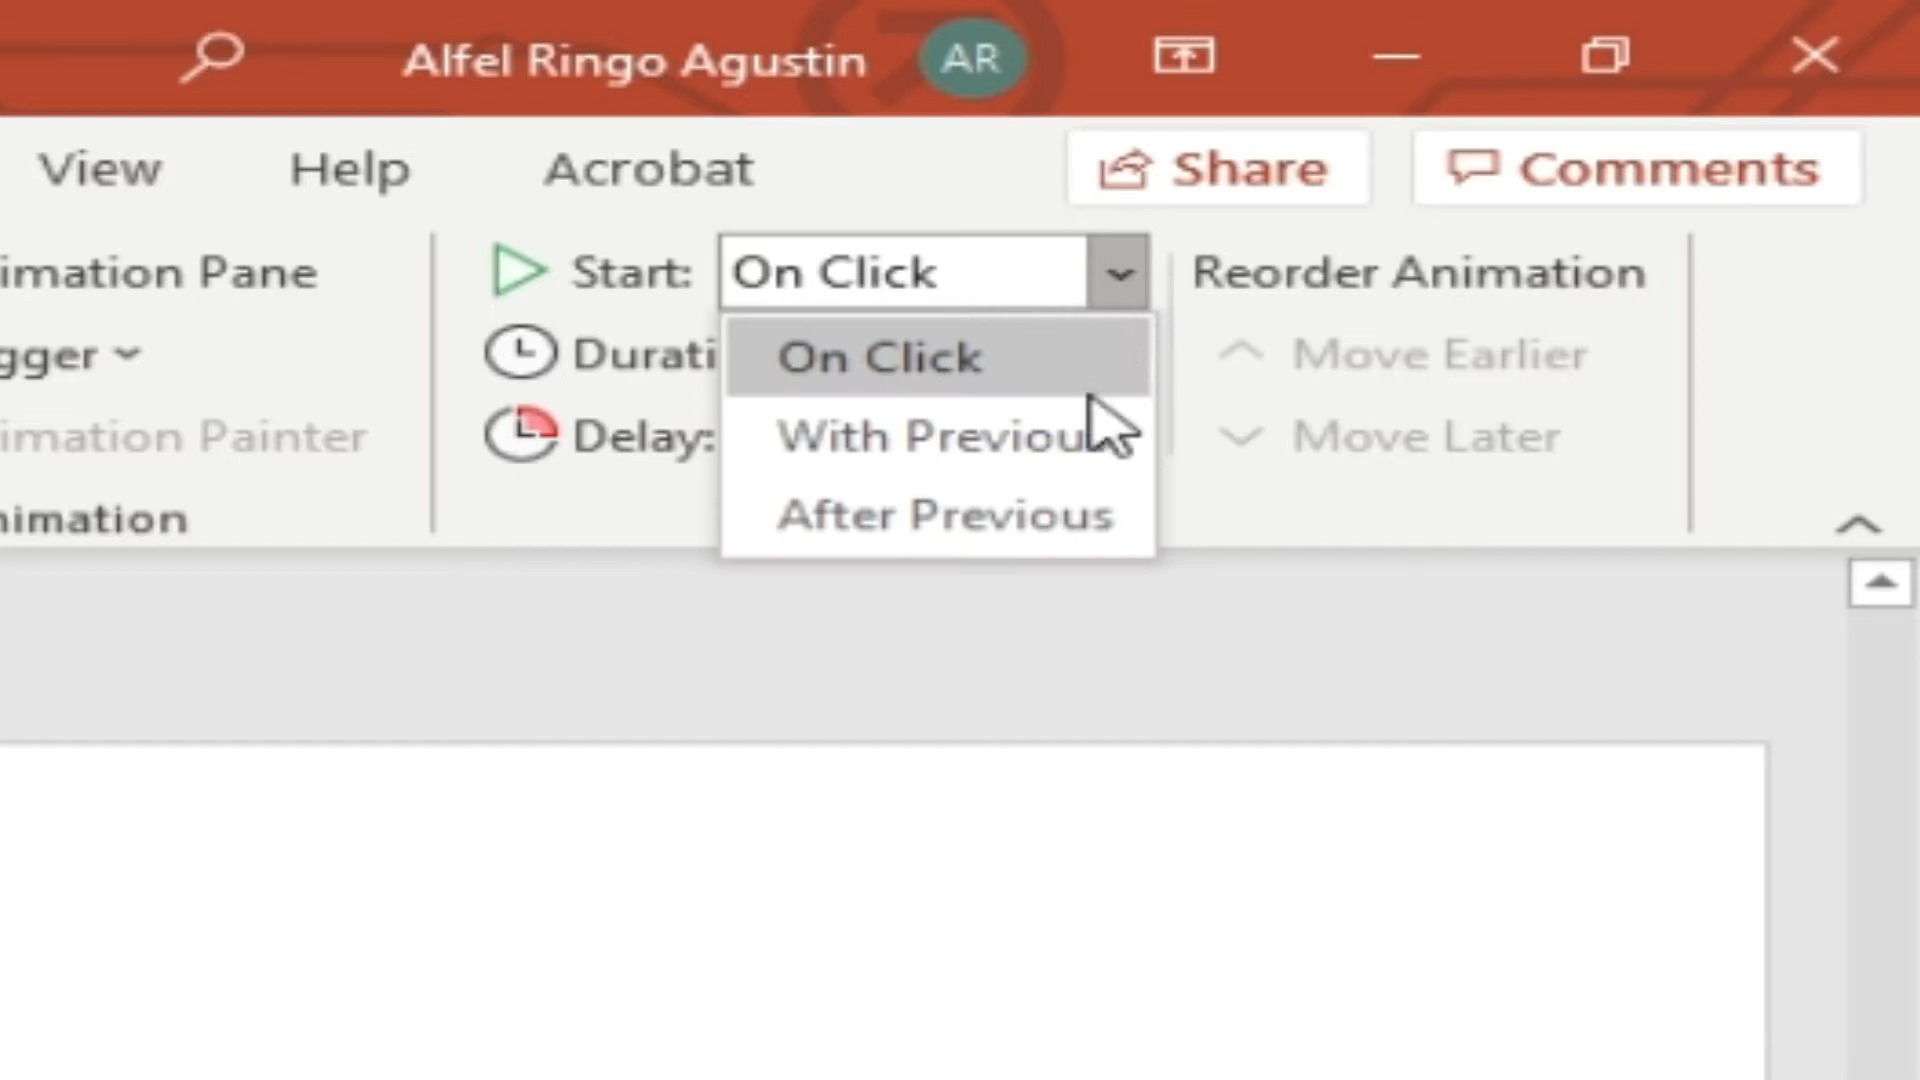 Alfel Ringo Agustin AR
View Help Acrobat Share Comments
imation Pane Start: On Click Reorder Animation
gger Durati On Click Move Earlier
imation Painter Delay: With Previou Move Later
nimation After Previous